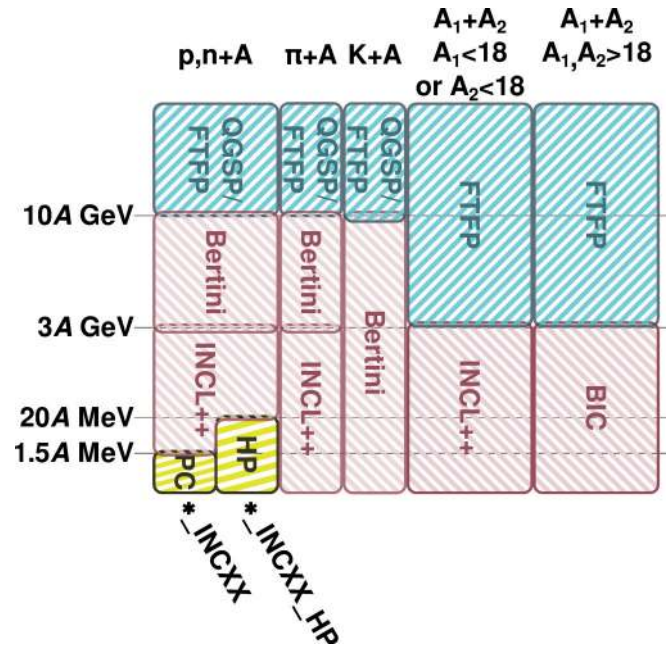 p,n+A
π+A
K+A
A₁+A₂
A₁<18
or A₂<18
A₁+A₂
A₁,A₂>18
QGSP/
FTFP
QGSP/
FTFP
QGSP/
FTFP
FTFP
FTFP
10A GeV
Bertini
Bertini
Bertini
3A GeV
INCL++
INCL++
INCL++
BIC
20A MeV
1.5A MeV
PC
HP
*_INCXX
*_INCXX_HP